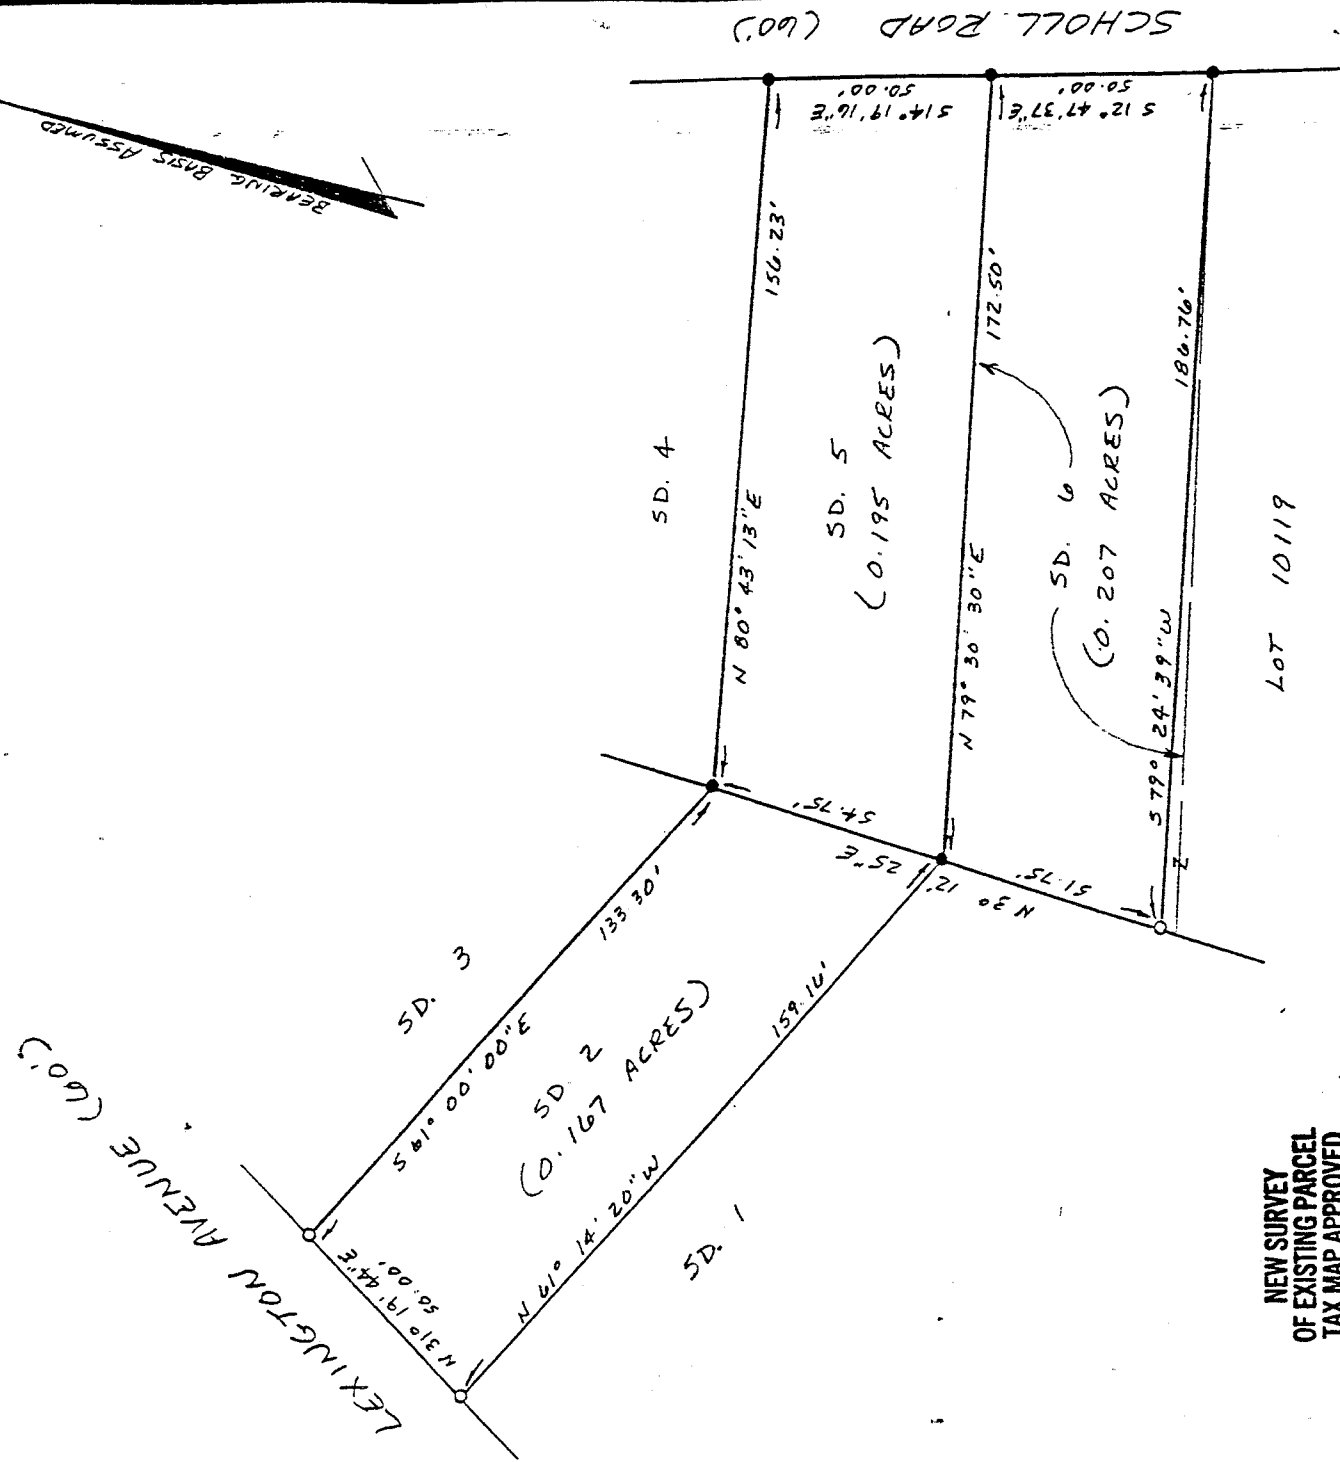 SCHOLL ROAD (60')
BEARING BASIS ASSUMED
S 14° 19' 16" E
50.00'
S 12° 47' 37" E
50.00'
156.23'
N 80° 43' 13" E
SD. 4
SD. 5
(0.195 ACRES)
172.50'
N 79° 30' 30" E
SD. 6
(0.207 ACRES)
186.76'
S 79° 24' 39" W
LOT 10119
54.75'
N 3° 12' 25" E
51.75'
SD. 3
133.30'
S 61° 00' 00" E
SD 2
(0.167 ACRES)
159.16'
N 61° 14' 20" W
SD. 1
N 31° 19' 44" E
50.00'
LEXINGTON AVENUE (60')
NEW SURVEY
OF EXISTING PARCEL
TAX MAP APPROVED